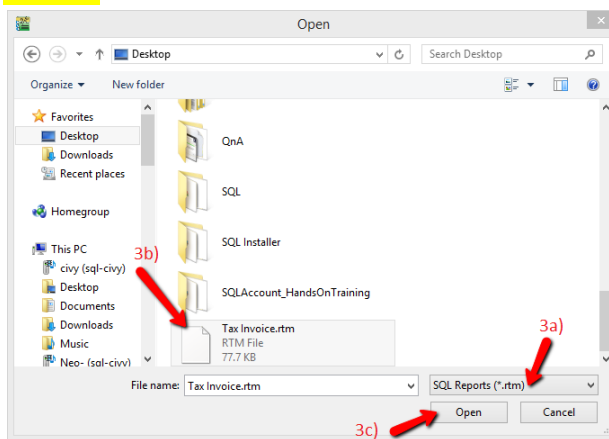 Open
Desktop
Search Desktop
Organize
New folder
Favorites
Desktop
Downloads
Recent places
Homegroup
This PC
civy (sql-civy)
Desktop
Documents
Downloads
Music
Neo- (sql-civy)
QnA
SQL
SQL Installer
SQLAccount_HandsOnTraining
Tax Invoice.rtm
RTM File
77.7 KB
3b)
3a)
File name:
Tax Invoice.rtm
SQL Reports (*.rtm)
Open
Cancel
3c)